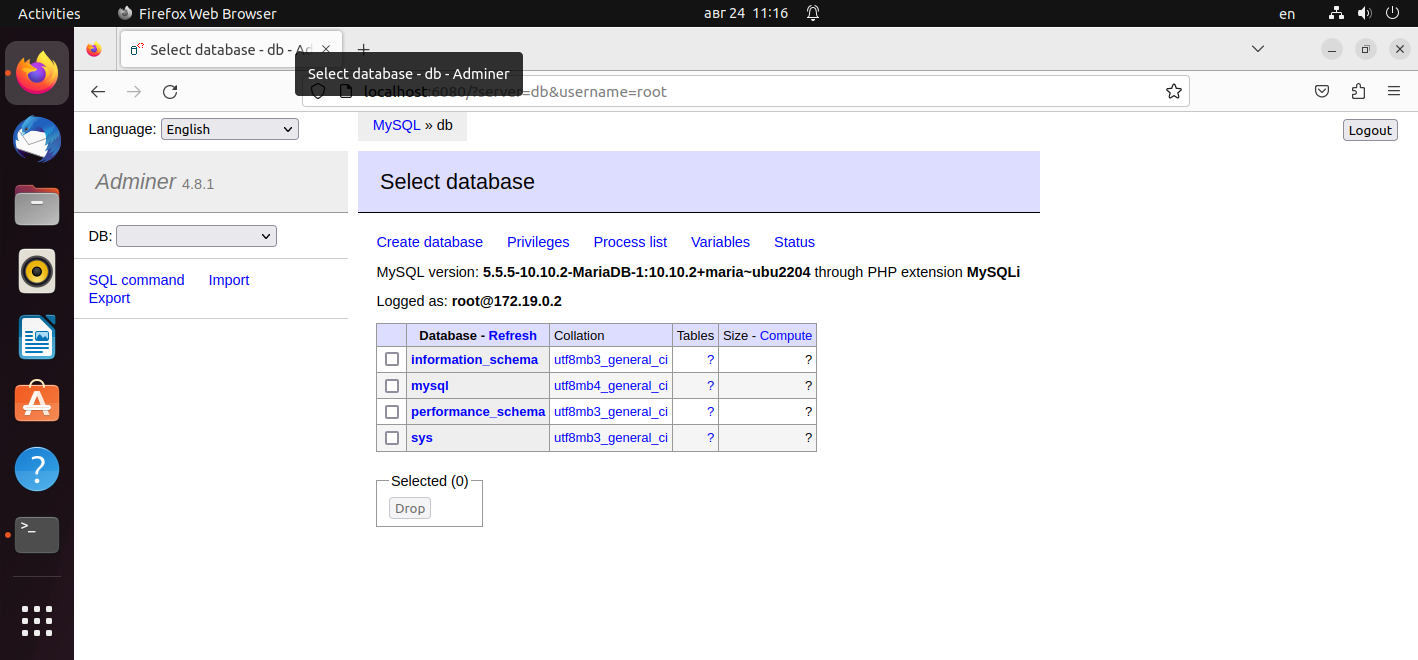 Activities Firefox Web Browser авг 24 11:16 en
Select database - db - Ad
Select database - db - Adminer
localhost:6080/?server=db&username=root
Language: English MySQL » db Logout
Adminer 4.8.1 Select database
DB:
Create database Privileges Process list Variables Status
SQL command Import
Export
MySQL version: 5.5.5-10.10.2-MariaDB-1:10.10.2+maria~ubu2204 through PHP extension MySQLi
Logged as: root@172.19.0.2
Database - Refresh Collation Tables Size - Compute
information_schema utf8mb3_general_ci ? ?
mysql utf8mb4_general_ci ? ?
performance_schema utf8mb3_general_ci ? ?
sys utf8mb3_general_ci ? ?
Selected (0)
Drop